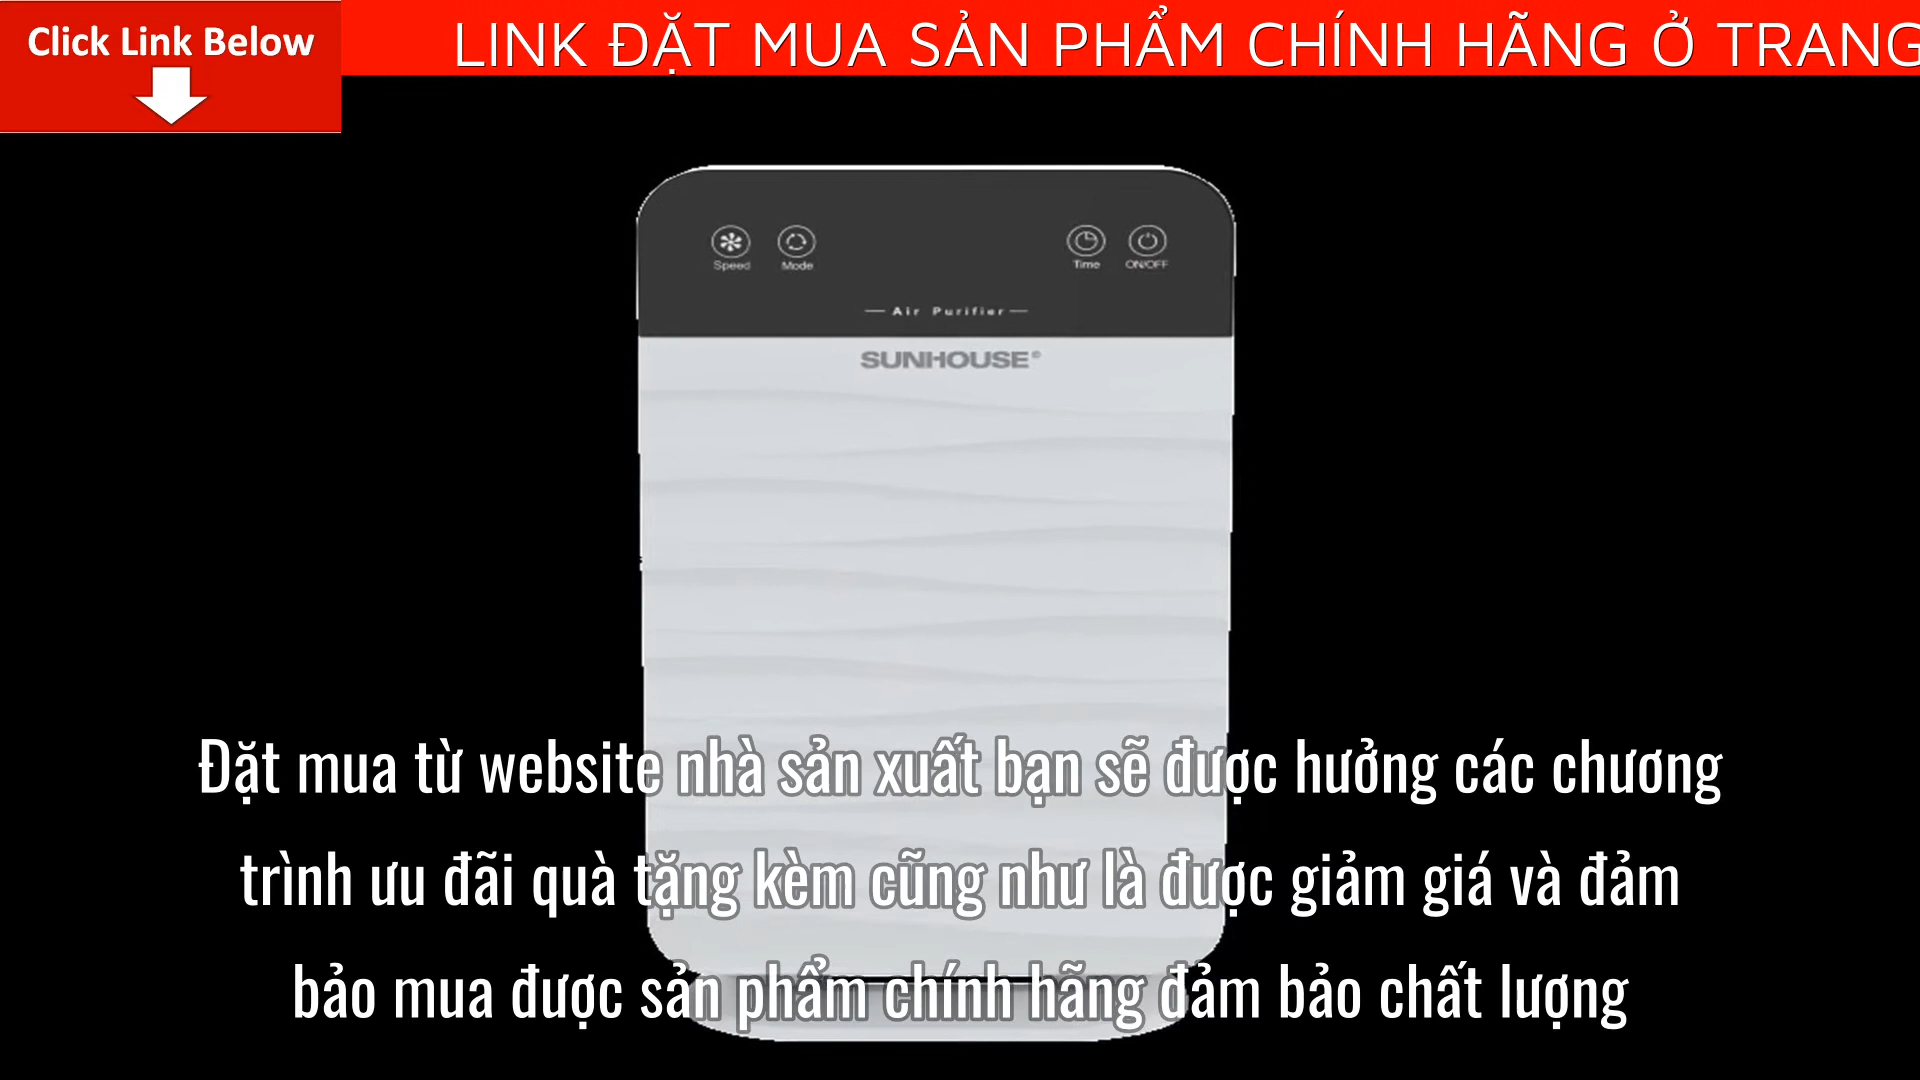 Click Link Below
LINK ĐẶT MUA SẢN PHẨM CHÍNH HÃNG Ở TRANG
Speed
Mode
Time
ON/OFF
Air Purifier
SUNHOUSE®
Đặt mua từ website nhà sản xuất bạn sẽ được hưởng các chương
trình ưu đãi quà tặng kèm cũng như là được giảm giá và đảm
bảo mua được sản phẩm chính hãng đảm bảo chất lượng